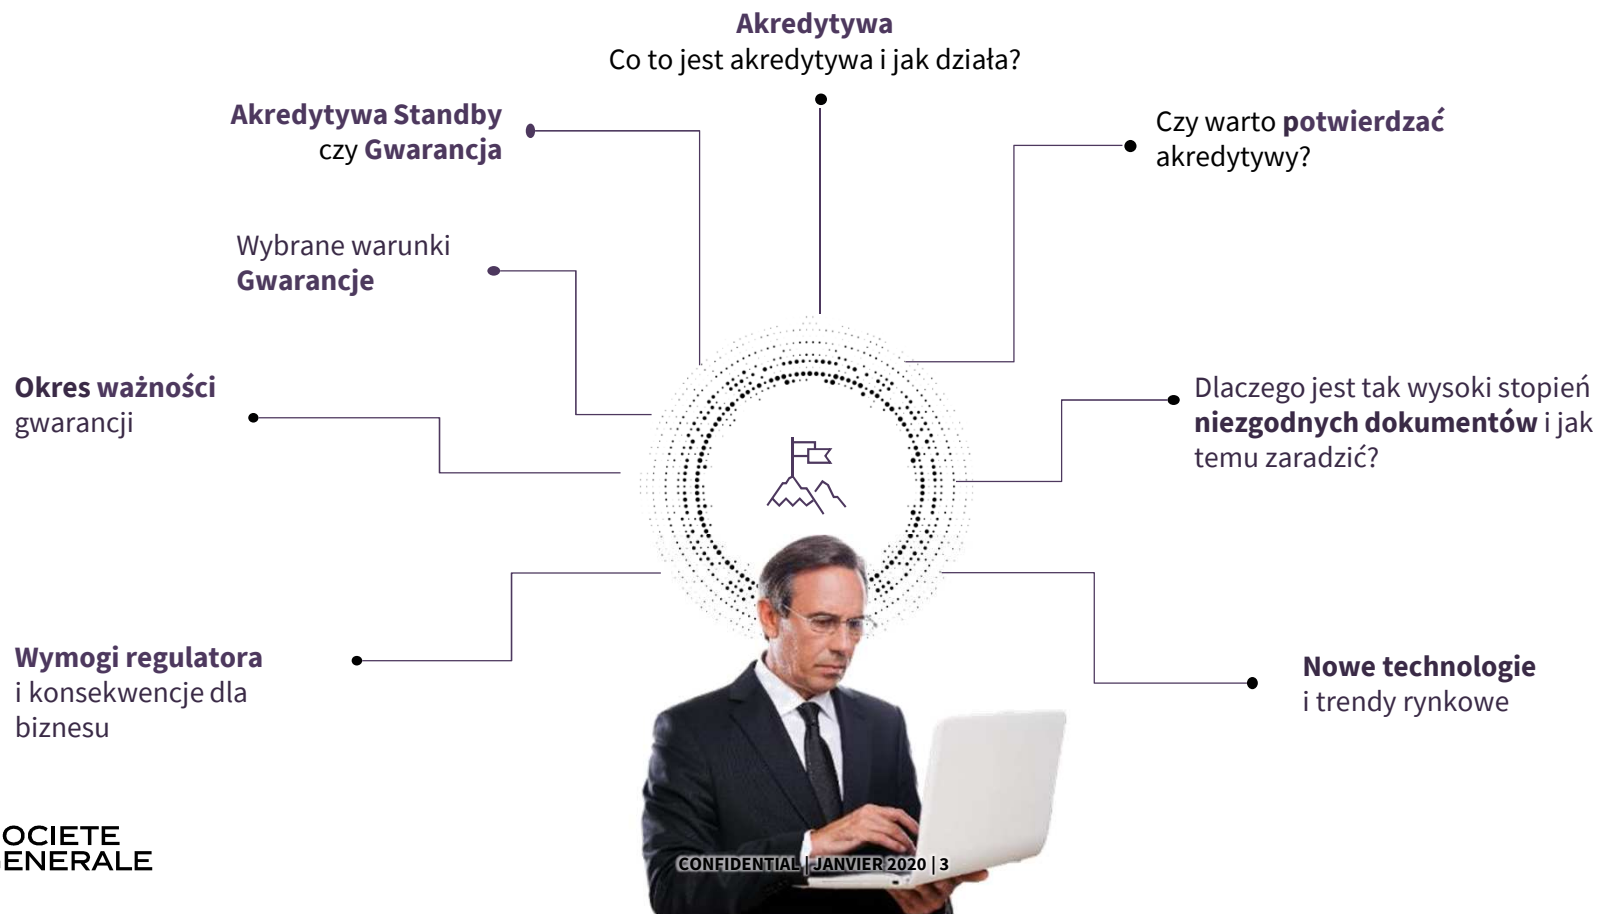 Akredytywa
Co to jest akredytywa i jak działa?
Akredytywa Standby
czy Gwarancja
Czy warto potwierdzać
akredytywy?
Wybrane warunki
Gwarancje
Okres ważności
gwarancji
Dlaczego jest tak wysoki stopień
niezgodnych dokumentów i jak
temu zaradzić?
Wymogi regulatora
i konsekwencje dla
biznesu
Nowe technologie
i trendy rynkowe
OCIETE
ENERALE
CONFIDENTIAL | JANVIER 2020 | 3